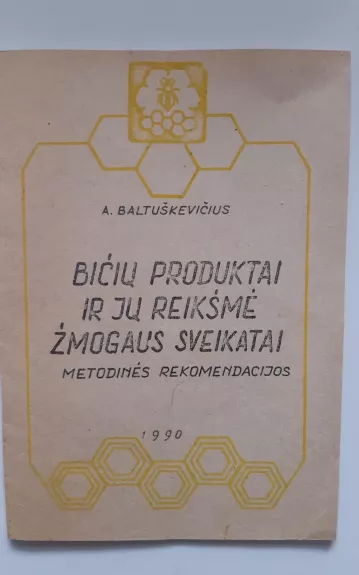 A. BALTUŠKEVIČIUS
BIČIŲ PRODUKTAI
IR JŲ REIKŠMĖ
ŽMOGAUS SVEIKATAI
METODINĖS REKOMENDACIJOS
1990